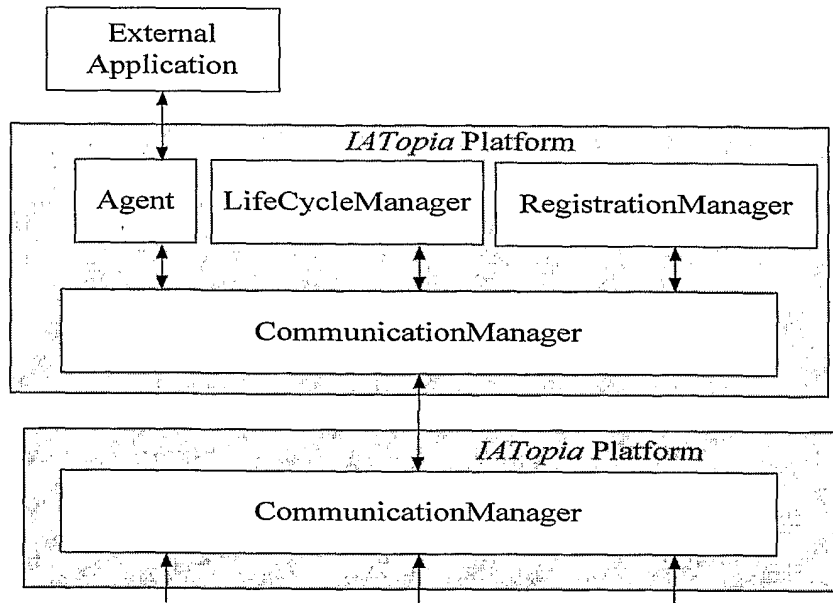 External
Application
IATopia Platform
Agent
LifeCycleManager
RegistrationManager
CommunicationManager
IATopia Platform
CommunicationManager